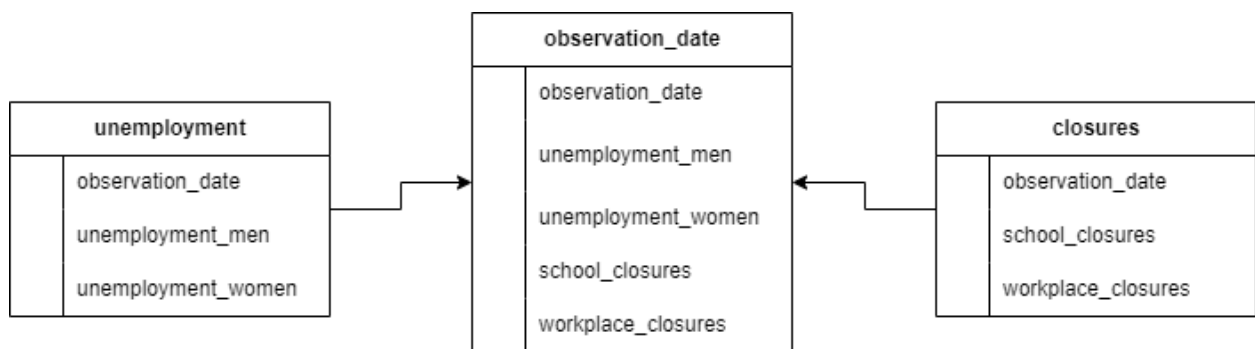 unemployment
observation_date
unemployment_men
unemployment_women
observation_date
observation_date
unemployment_men
unemployment_women
school_closures
workplace_closures
closures
observation_date
school_closures
workplace_closures